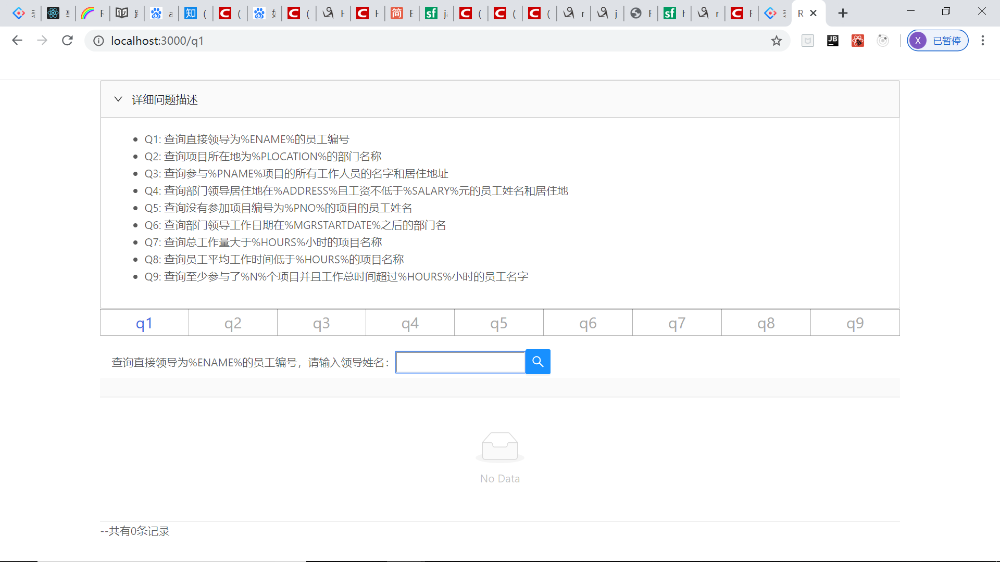 知
简
sf
sf
R
localhost:3000/q1
JB
X 已暂停
详细问题描述
Q1: 查询直接领导为%ENAME%的员工编号
Q2: 查询项目所在地为%PLOCATION%的部门名称
Q3: 查询参与%PNAME%项目的所有工作人员的名字和居住地址
Q4: 查询部门领导居住地在%ADDRESS%且工资不低于%SALARY%元的员工姓名和居住地
Q5: 查询没有参加项目编号为%PNO%的项目的员工姓名
Q6: 查询部门领导工作日期在%MGRSTARTDATE%之后的部门名
Q7: 查询总工作量大于%HOURS%小时的项目名称
Q8: 查询员工平均工作时间低于%HOURS%的项目名称
Q9: 查询至少参与了%N%个项目并且工作总时间超过%HOURS%小时的员工名字
q1 q2 q3 q4 q5 q6 q7 q8 q9
查询直接领导为%ENAME%的员工编号，请输入领导姓名：
No Data
--共有0条记录